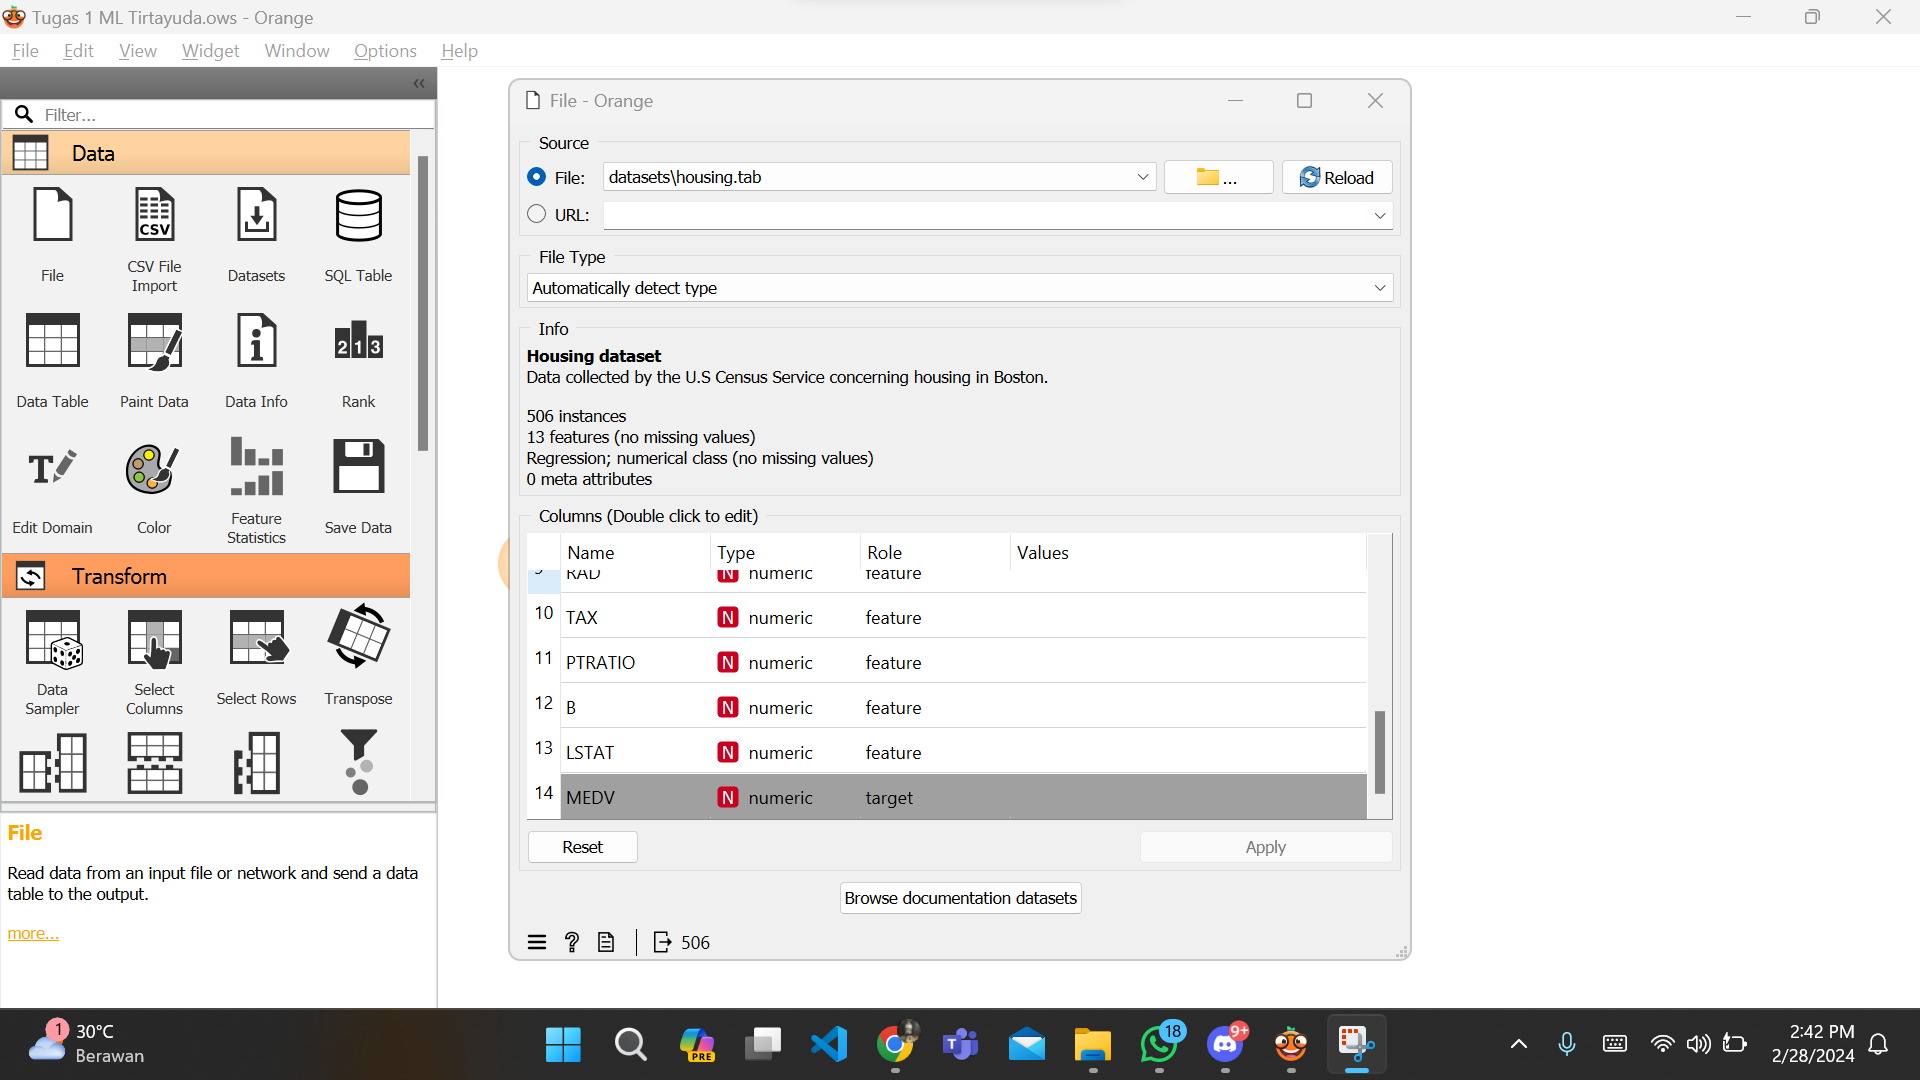 Tugas 1 ML Tirtayuda.ows - Orange
File Edit View Widget Window Options Help
Filter...
Data
File
CSV
CSV File
Import
Datasets
SQL Table
Data Table
Paint Data
Data Info
2 1 3
Rank
Edit Domain
Color
Feature
Statistics
Save Data
Transform
Data
Sampler
Select
Columns
Select Rows
Transpose
File
Read data from an input file or network and send a data
table to the output.
more...
File - Orange
Source
File: datasets\housing.tab ... Reload
URL:
File Type
Automatically detect type
Info
Housing dataset
Data collected by the U.S Census Service concerning housing in Boston.
506 instances
13 features (no missing values)
Regression; numerical class (no missing values)
0 meta attributes
Columns (Double click to edit)
Name Type Role Values
9 RAD N numeric feature
10 TAX N numeric feature
11 PTRATIO N numeric feature
12 B N numeric feature
13 LSTAT N numeric feature
14 MEDV N numeric target
Reset Apply
Browse documentation datasets
? 506
1 30°C
Berawan
PRE
18
9+
2:42 PM
2/28/2024